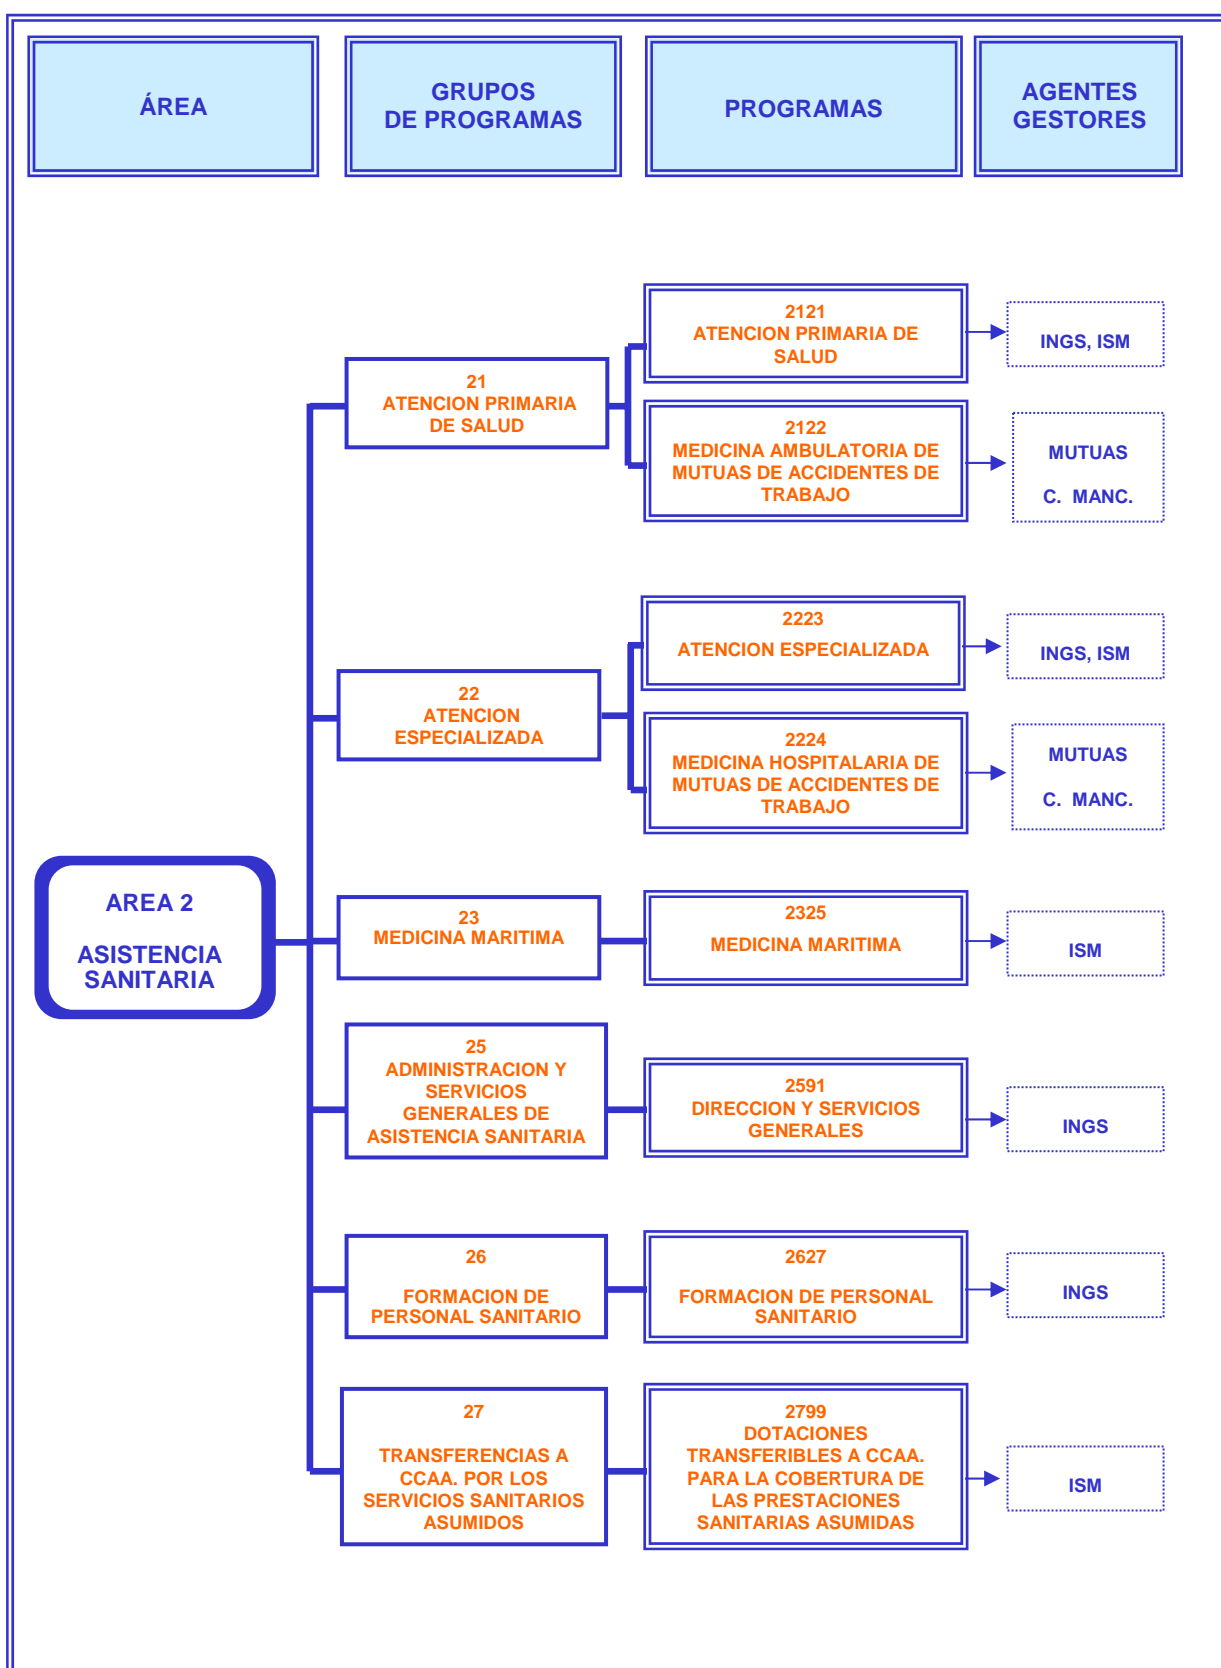 ÁREA
GRUPOS
DE PROGRAMAS
PROGRAMAS
AGENTES
GESTORES
AREA 2
ASISTENCIA
SANITARIA
21
ATENCION PRIMARIA
DE SALUD
2121
ATENCION PRIMARIA DE
SALUD
INGS, ISM
2122
MEDICINA AMBULATORIA DE
MUTUAS DE ACCIDENTES DE
TRABAJO
MUTUAS
C. MANC.
22
ATENCION
ESPECIALIZADA
2223
ATENCION ESPECIALIZADA
INGS, ISM
2224
MEDICINA HOSPITALARIA DE
MUTUAS DE ACCIDENTES DE
TRABAJO
MUTUAS
C. MANC.
23
MEDICINA MARITIMA
2325
MEDICINA MARITIMA
ISM
25
ADMINISTRACION Y
SERVICIOS
GENERALES DE
ASISTENCIA SANITARIA
2591
DIRECCION Y SERVICIOS
GENERALES
INGS
26
FORMACION DE
PERSONAL SANITARIO
2627
FORMACION DE PERSONAL
SANITARIO
INGS
27
TRANSFERENCIAS A
CCAA. POR LOS
SERVICIOS SANITARIOS
ASUMIDOS
2799
DOTACIONES
TRANSFERIBLES A CCAA.
PARA LA COBERTURA DE
LAS PRESTACIONES
SANITARIAS ASUMIDAS
ISM